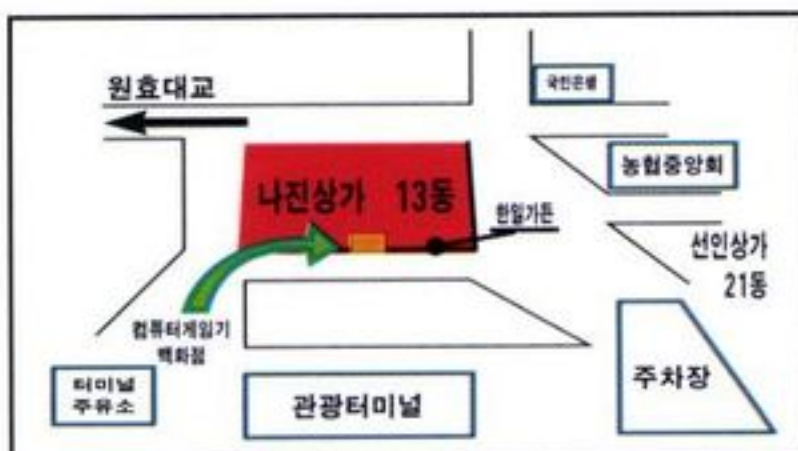 원효대교
국민은행
농협중앙회
나진상가 13동
한일가든
선인상가
21동
컴퓨터게임기
백화점
터미널
주유소
관광터미널
주차장